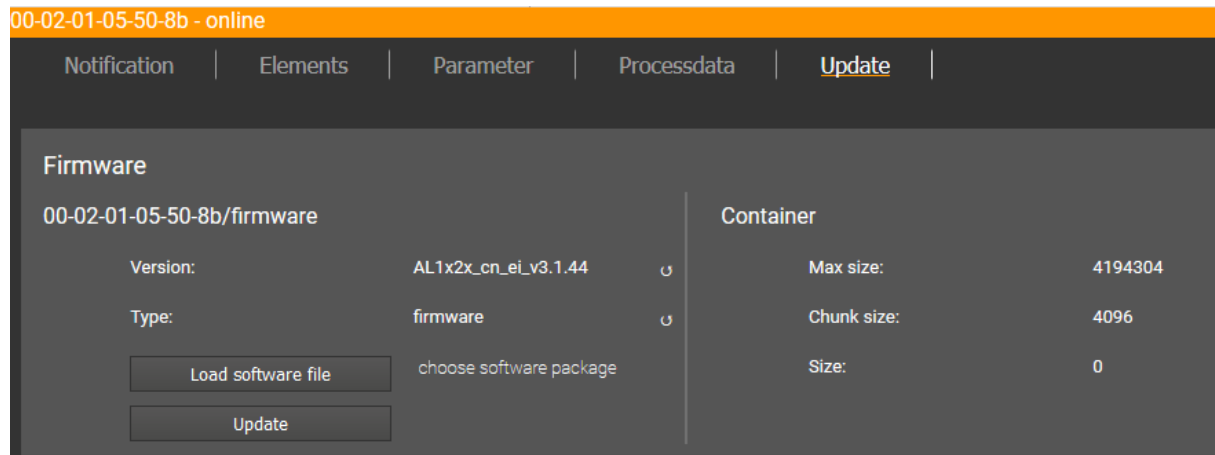 00-02-01-05-50-8b - online
Notification | Elements | Parameter | Processdata | Update |
Firmware
00-02-01-05-50-8b/firmware
Container
Version: AL1x2x_cn_ei_v3.1.44 ↺ Max size: 4194304
Type: firmware ↺ Chunk size: 4096
Load software file choose software package Size: 0
Update